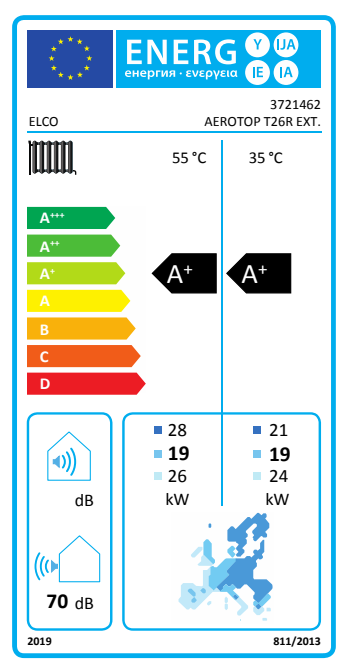 ENERG Y IJA
енергия · ενεργεια IE IA
3721462
ELCO AEROTOP T26R EXT.
55 °C 35 °C
A+++
A++
A+ A+ A+
A
B
C
D
28 21
19 19
26 24
dB kW kW
70 dB
2019 811/2013